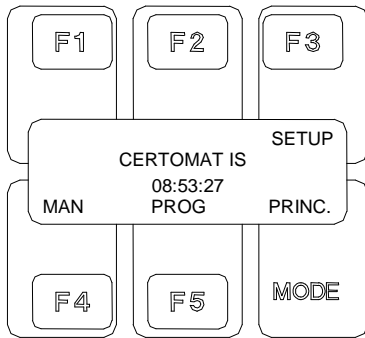 F1 F2 F3
SETUP
CERTOMAT IS
08:53:27
MAN PROG PRINC.
F4 F5 MODE